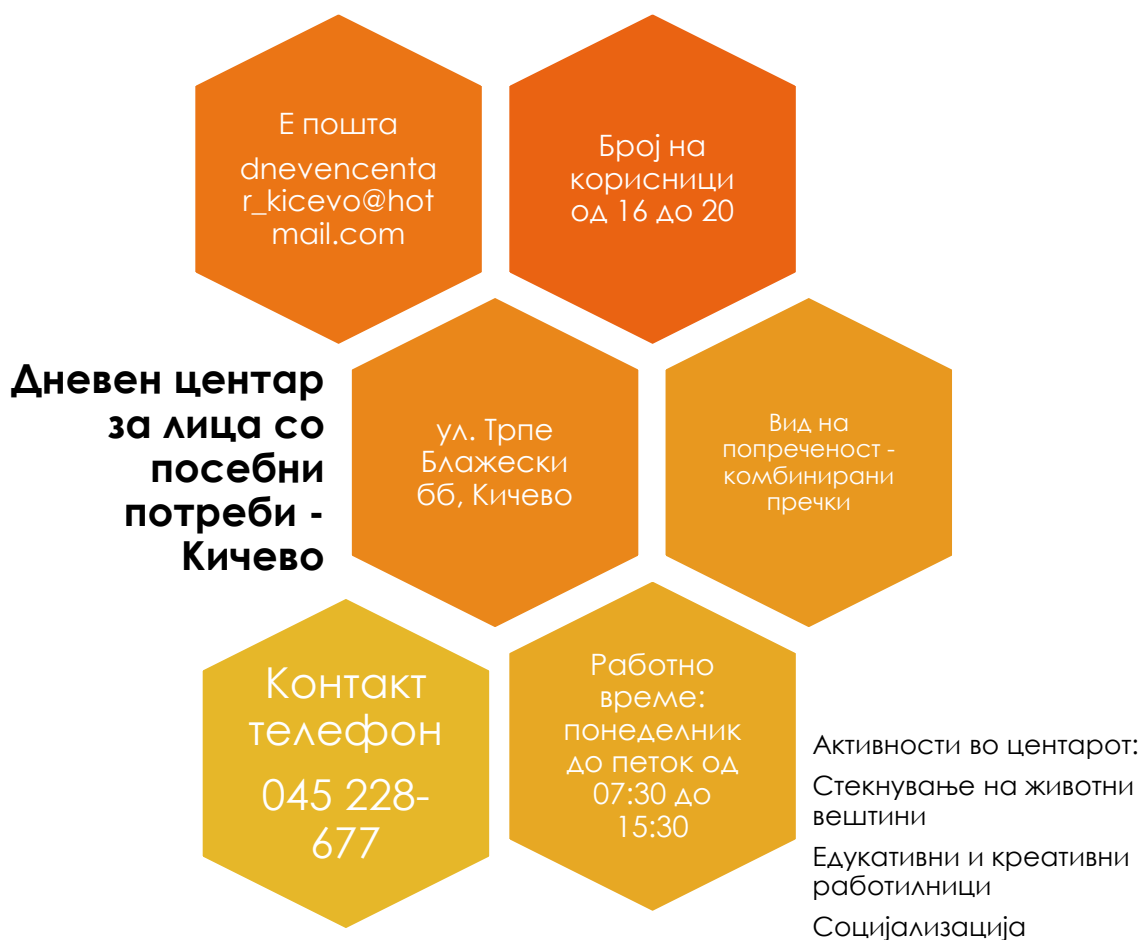 Е пошта
dnevencenta
r_kicevo@hot
mail.com
Број на
корисници
од 16 до 20
Дневен центар
за лица со
посебни
потреби -
Кичево
ул. Трпе
Блажески
бб, Кичево
Вид на
попреченост -
комбинирани
пречки
Контакт
телефон
045 228-
677
Работно
време:
понеделник
до петок од
07:30 до
15:30
Активности во центарот:
Стекнување на животни
вештини
Едукативни и креативни
работилници
Социјализација